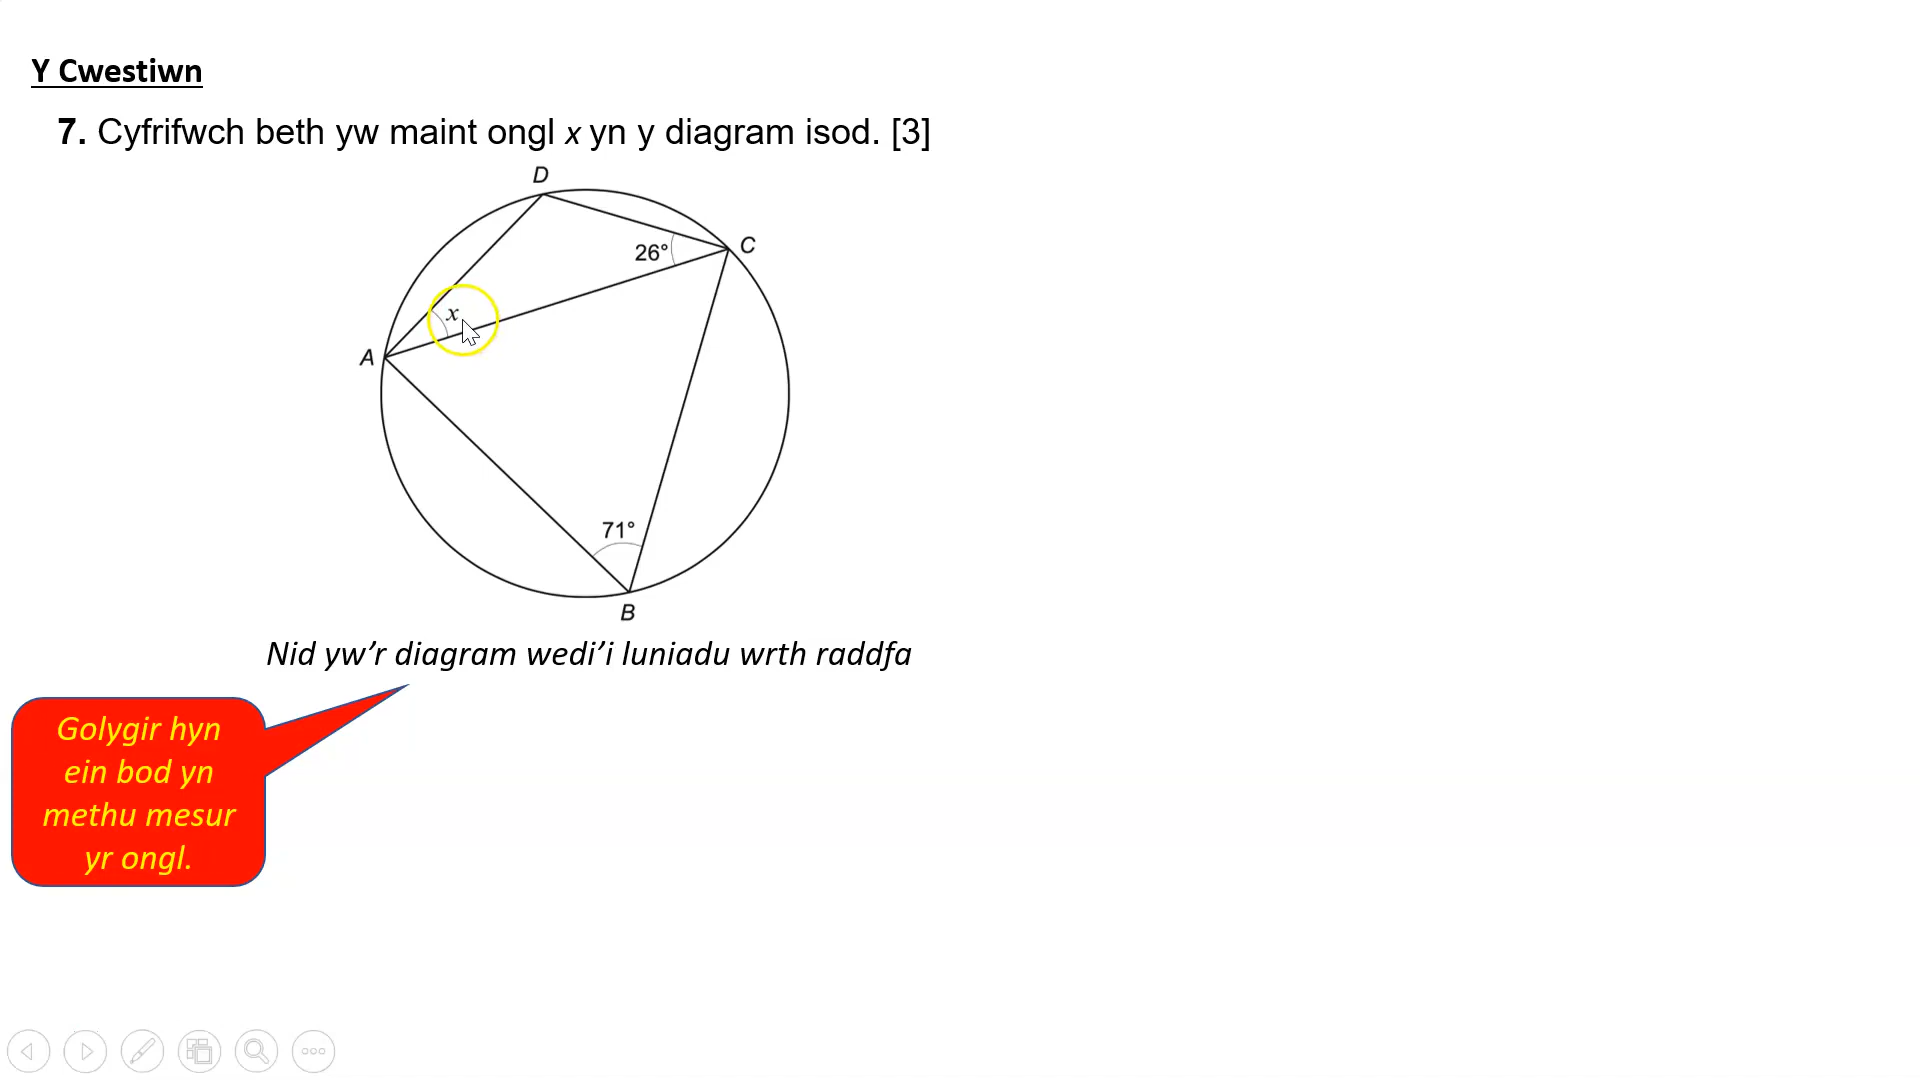 Y Cwestiwn
7. Cyfrifwch beth yw maint ongl x yn y diagram isod. [3]
D
C
26°
x
A
71°
B
Nid yw’r diagram wedi’i luniadu wrth raddfa
Golygir hyn
ein bod yn
methu mesur
yr ongl.